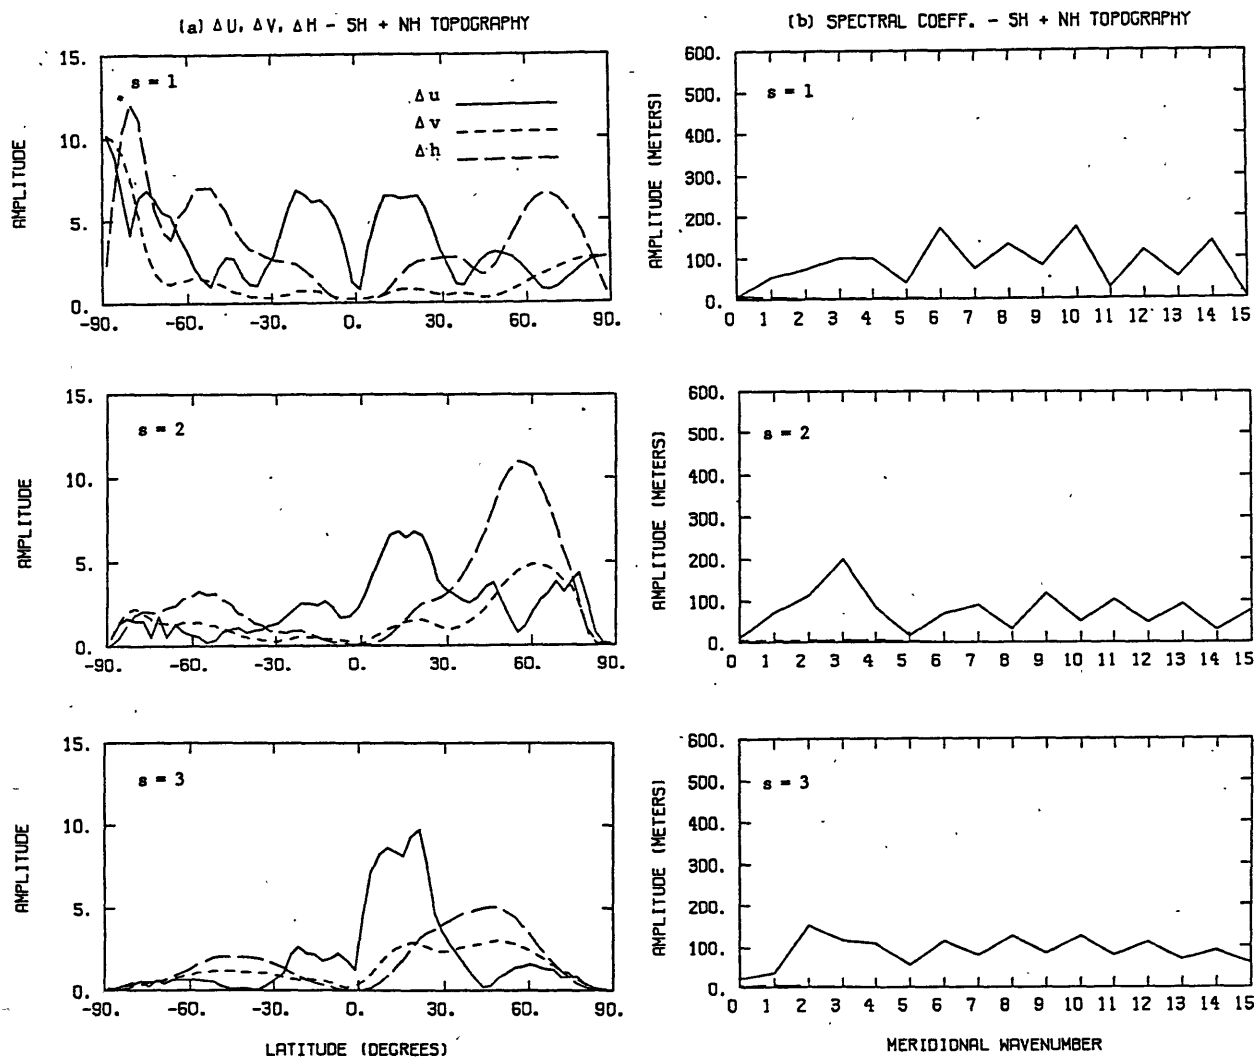 (a) ΔU, ΔV, ΔH - SH + NH TOPOGRAPHY
15.
10.
5.
0.
AMPLITUDE
s = 1
Δu
Δv
Δh
-90. -60. -30. 0. 30. 60. 90.
(b) SPECTRAL COEFF. - SH + NH TOPOGRAPHY
600.
500.
400.
300.
200.
100.
0.
AMPLITUDE (METERS)
s = 1
0 1 2 3 4 5 6 7 8 9 10 11 12 13 14 15
15.
10.
5.
0.
AMPLITUDE
s = 2
-90. -60. -30. 0. 30. 60. 90.
600.
500.
400.
300.
200.
100.
0.
AMPLITUDE (METERS)
s = 2
0 1 2 3 4 5 6 7 8 9 10 11 12 13 14 15
15.
10.
5.
0.
AMPLITUDE
s = 3
-90. -60. -30. 0. 30. 60. 90.
LATITUDE (DEGREES)
600.
500.
400.
300.
200.
100.
0.
AMPLITUDE (METERS)
s = 3
0 1 2 3 4 5 6 7 8 9 10 11 12 13 14 15
MERIDIONAL WAVENUMBER